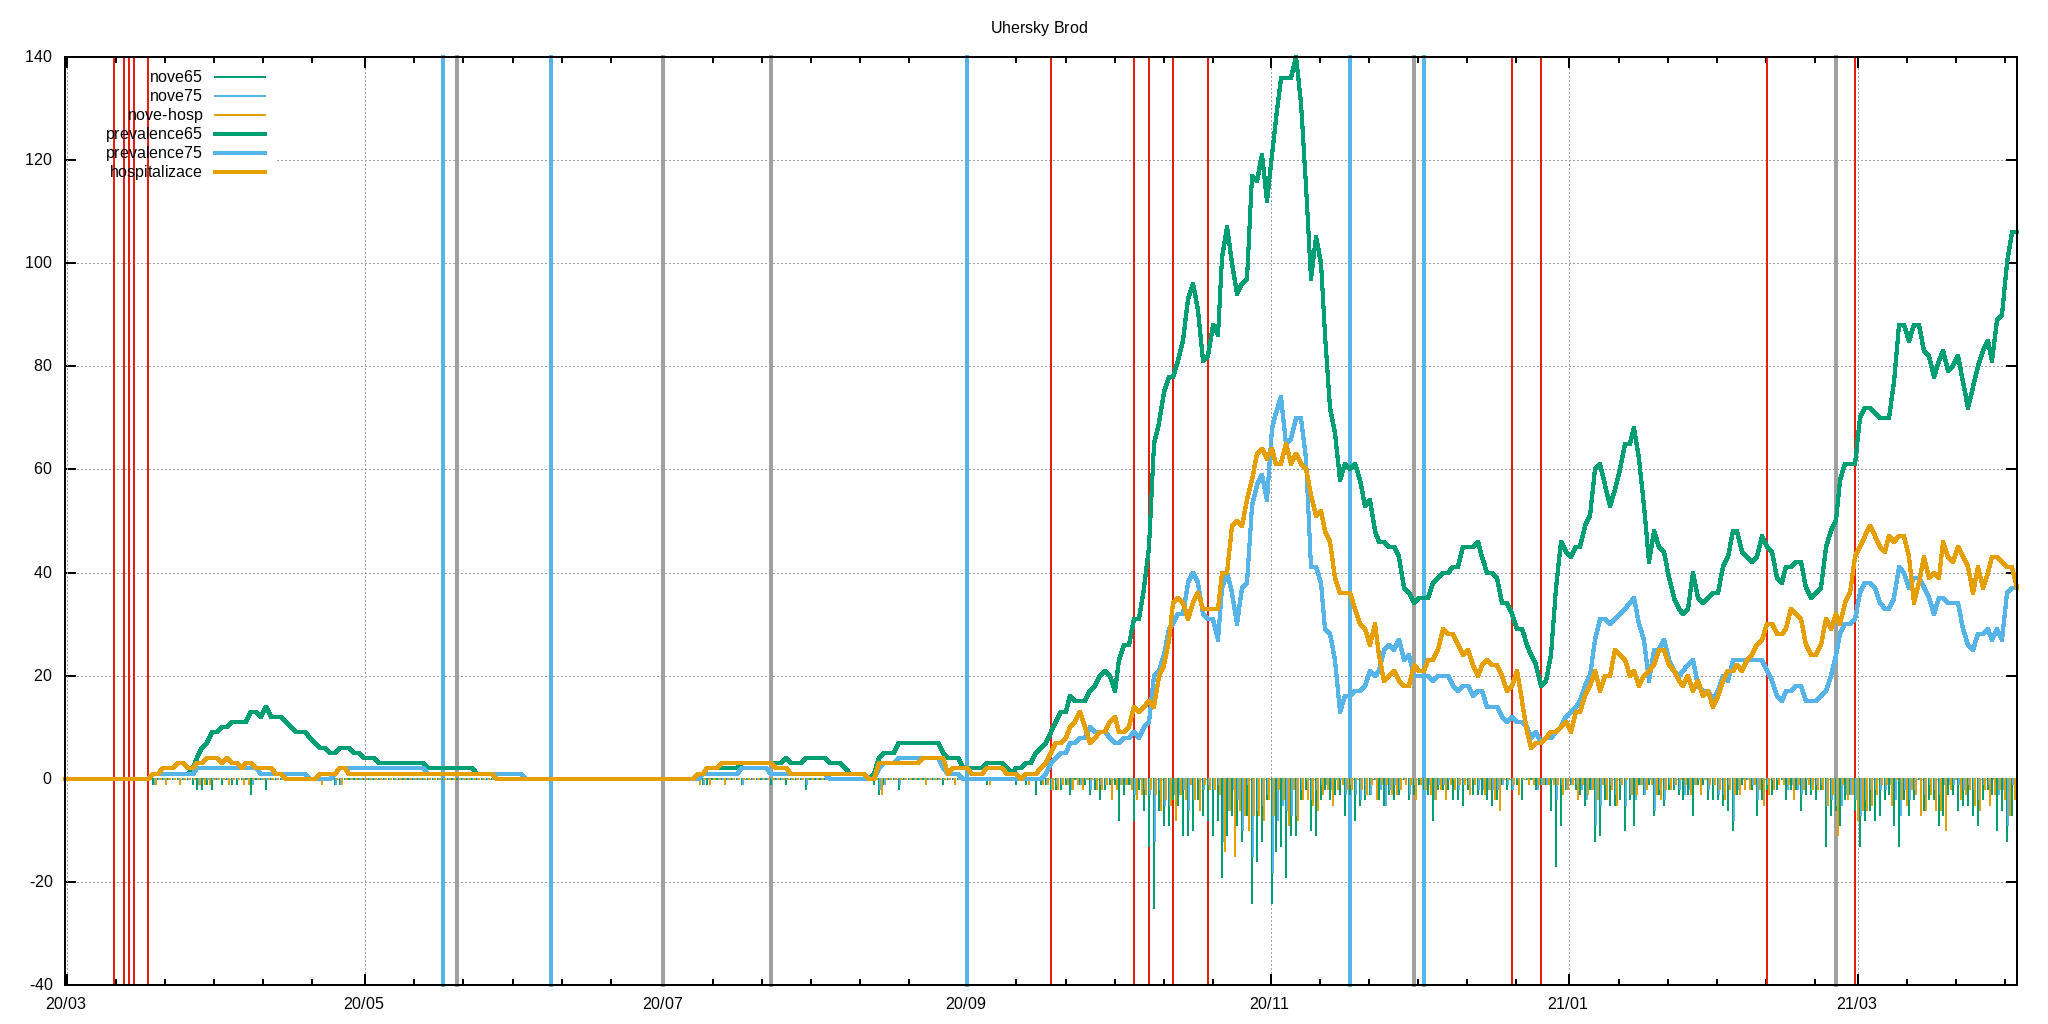 Uhersky Brod
140
120
100
80
60
40
20
0
-20
-40
nove65
nove75
nove-hosp
prevalence65
prevalence75
hospitalizace
20/03 20/05 20/07 20/09 20/11 21/01 21/03